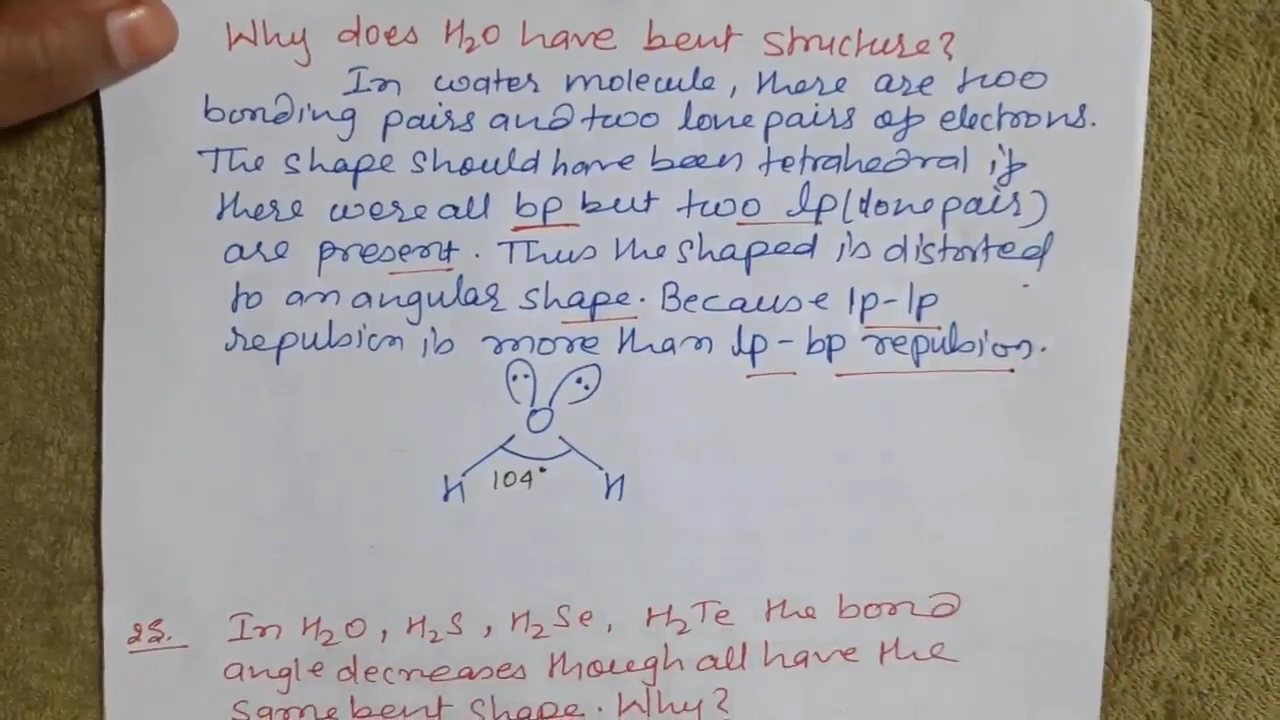 Why does H₂O have bent structure?
In water molecule, there are two
bonding pairs and two lone pairs of electrons.
The shape should have been tetrahedral if
there were all bp but two lp (lone pair)
are present. Thus the shaped is distorted
to an angular shape. Because lp-lp
repulsion is more than lp-bp repulsion.
O
H 104° H
25. In H₂O, H₂S, H₂Se, H₂Te the bond
angle decreases though all have the
same bent shape. Why?